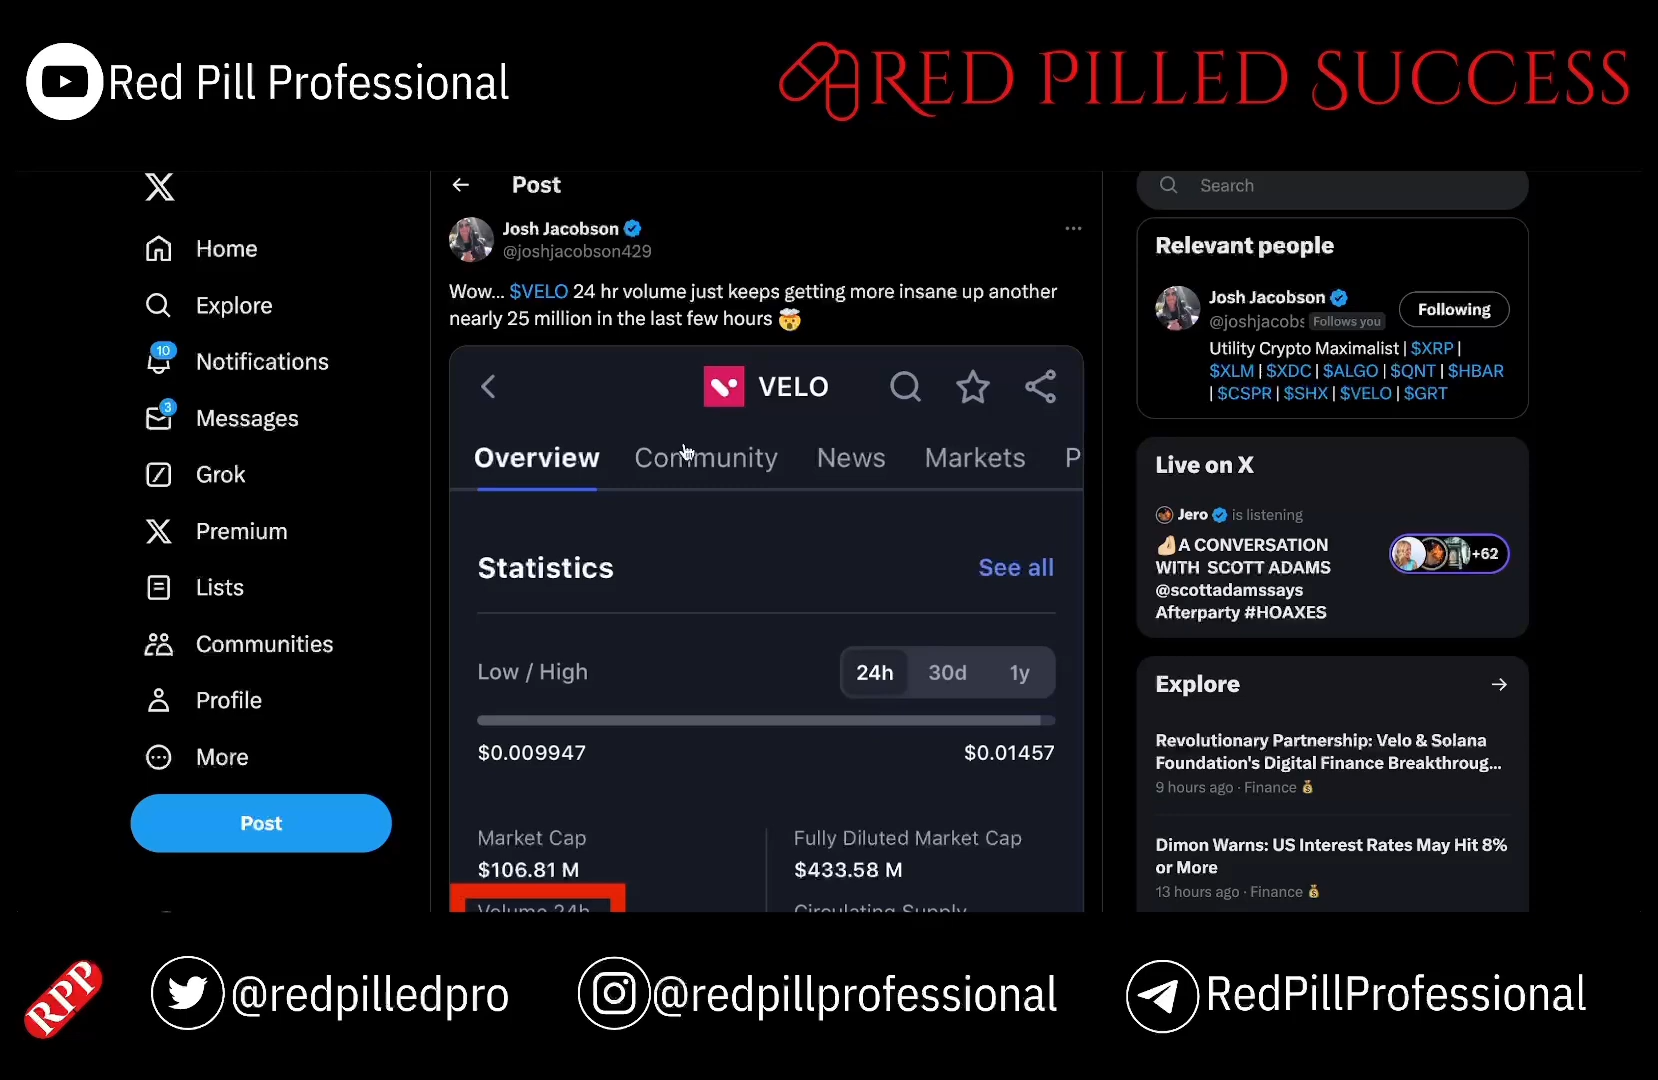 Red Pill Professional
RED PILLED SUCCESS
Post
Search
Josh Jacobson
@joshjacobson429
Wow... $VELO 24 hr volume just keeps getting more insane up another
nearly 25 million in the last few hours 🤯
VELO
Overview Community News Markets P
Statistics
See all
Low / High
24h 30d 1y
$0.009947
$0.01457
Market Cap
$106.81 M
Fully Diluted Market Cap
$433.58 M
Volume 24h
Circulating Supply
X
Home
Explore
10
Notifications
3
Messages
Grok
Premium
Lists
Communities
Profile
More
Post
Relevant people
Josh Jacobson
@joshjacobs Follows you
Following
Utility Crypto Maximalist | $XRP |
$XLM | $XDC | $ALGO | $QNT | $HBAR
| $CSPR | $SHX | $VELO | $GRT
Live on X
Jero is listening
A CONVERSATION
WITH SCOTT ADAMS
@scottadamssays
Afterparty #HOAXES
+62
Explore
Revolutionary Partnership: Velo & Solana
Foundation's Digital Finance Breakthroug...
9 hours ago · Finance 💰
Dimon Warns: US Interest Rates May Hit 8%
or More
13 hours ago · Finance 💰
RPP
@redpilledpro
@redpillprofessional
RedPillProfessional